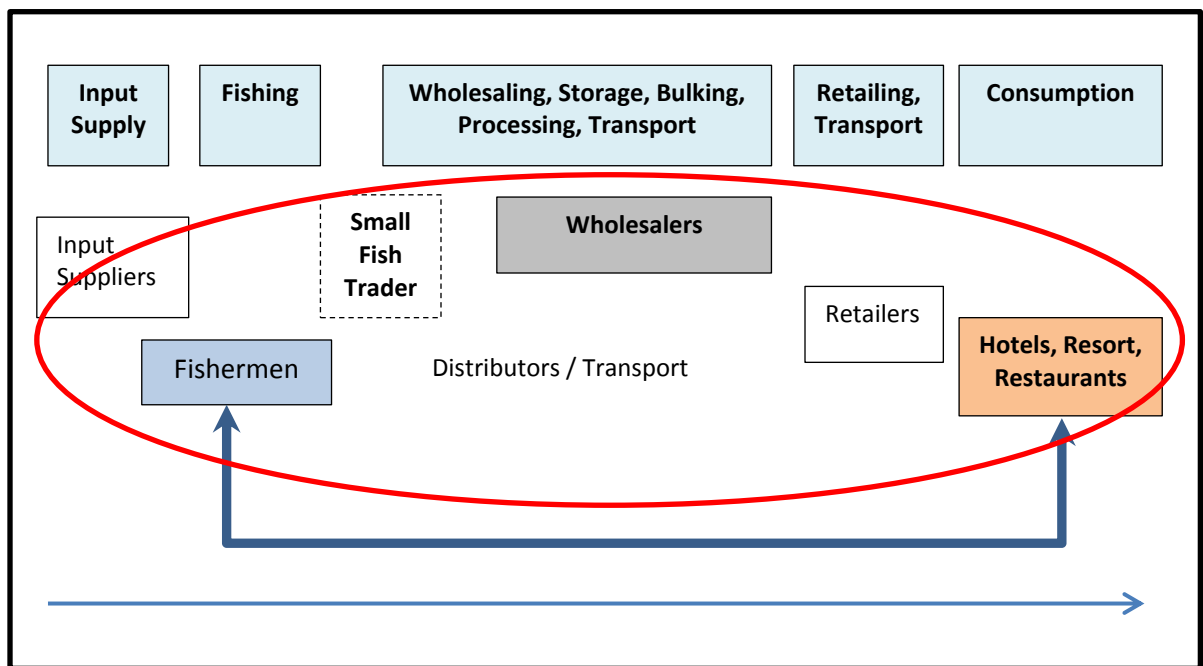 Input
Supply
Fishing
Wholesaling, Storage, Bulking,
Processing, Transport
Retailing,
Transport
Consumption
Input
Suppliers
Small
Fish
Trader
Wholesalers
Retailers
Fishermen
Distributors / Transport
Hotels, Resort,
Restaurants